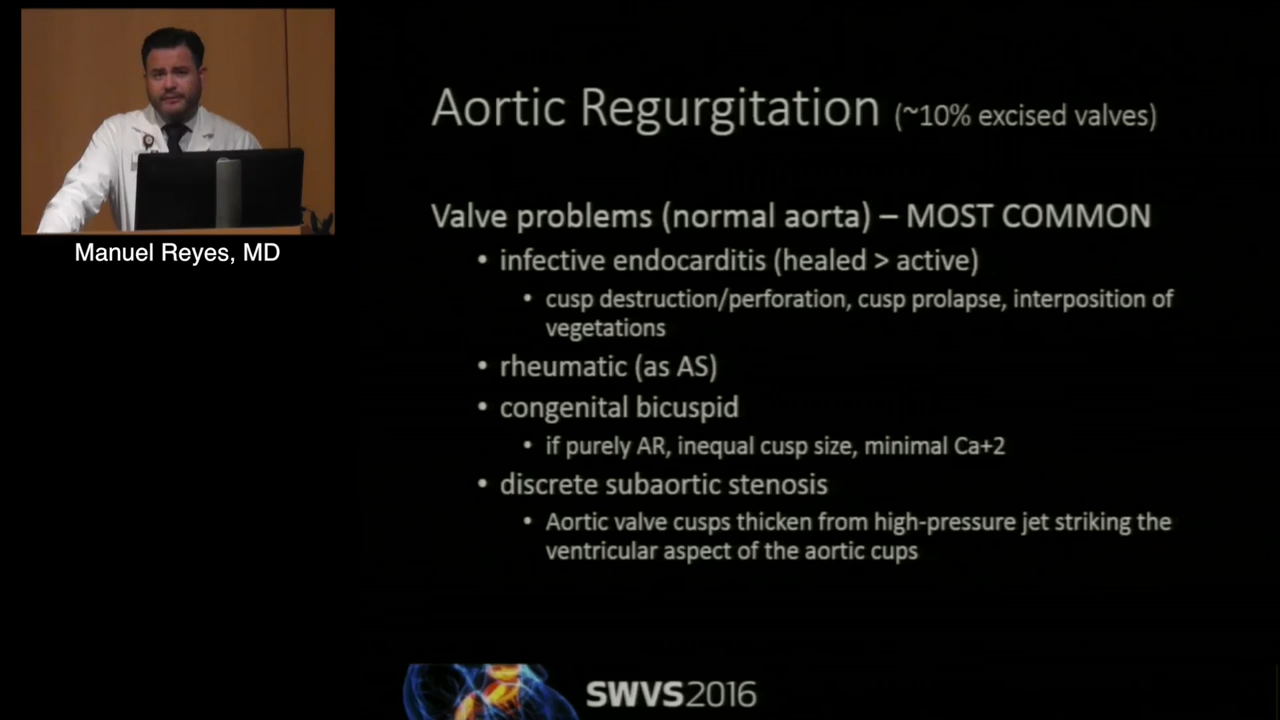 Manuel Reyes, MD
Aortic Regurgitation (~10% excised valves)
Valve problems (normal aorta) – MOST COMMON
• infective endocarditis (healed > active)
• cusp destruction/perforation, cusp prolapse, interposition of
vegetations
• rheumatic (as AS)
• congenital bicuspid
• if purely AR, inequal cusp size, minimal Ca+2
• discrete subaortic stenosis
• Aortic valve cusps thicken from high-pressure jet striking the
ventricular aspect of the aortic cups
SWVS2016